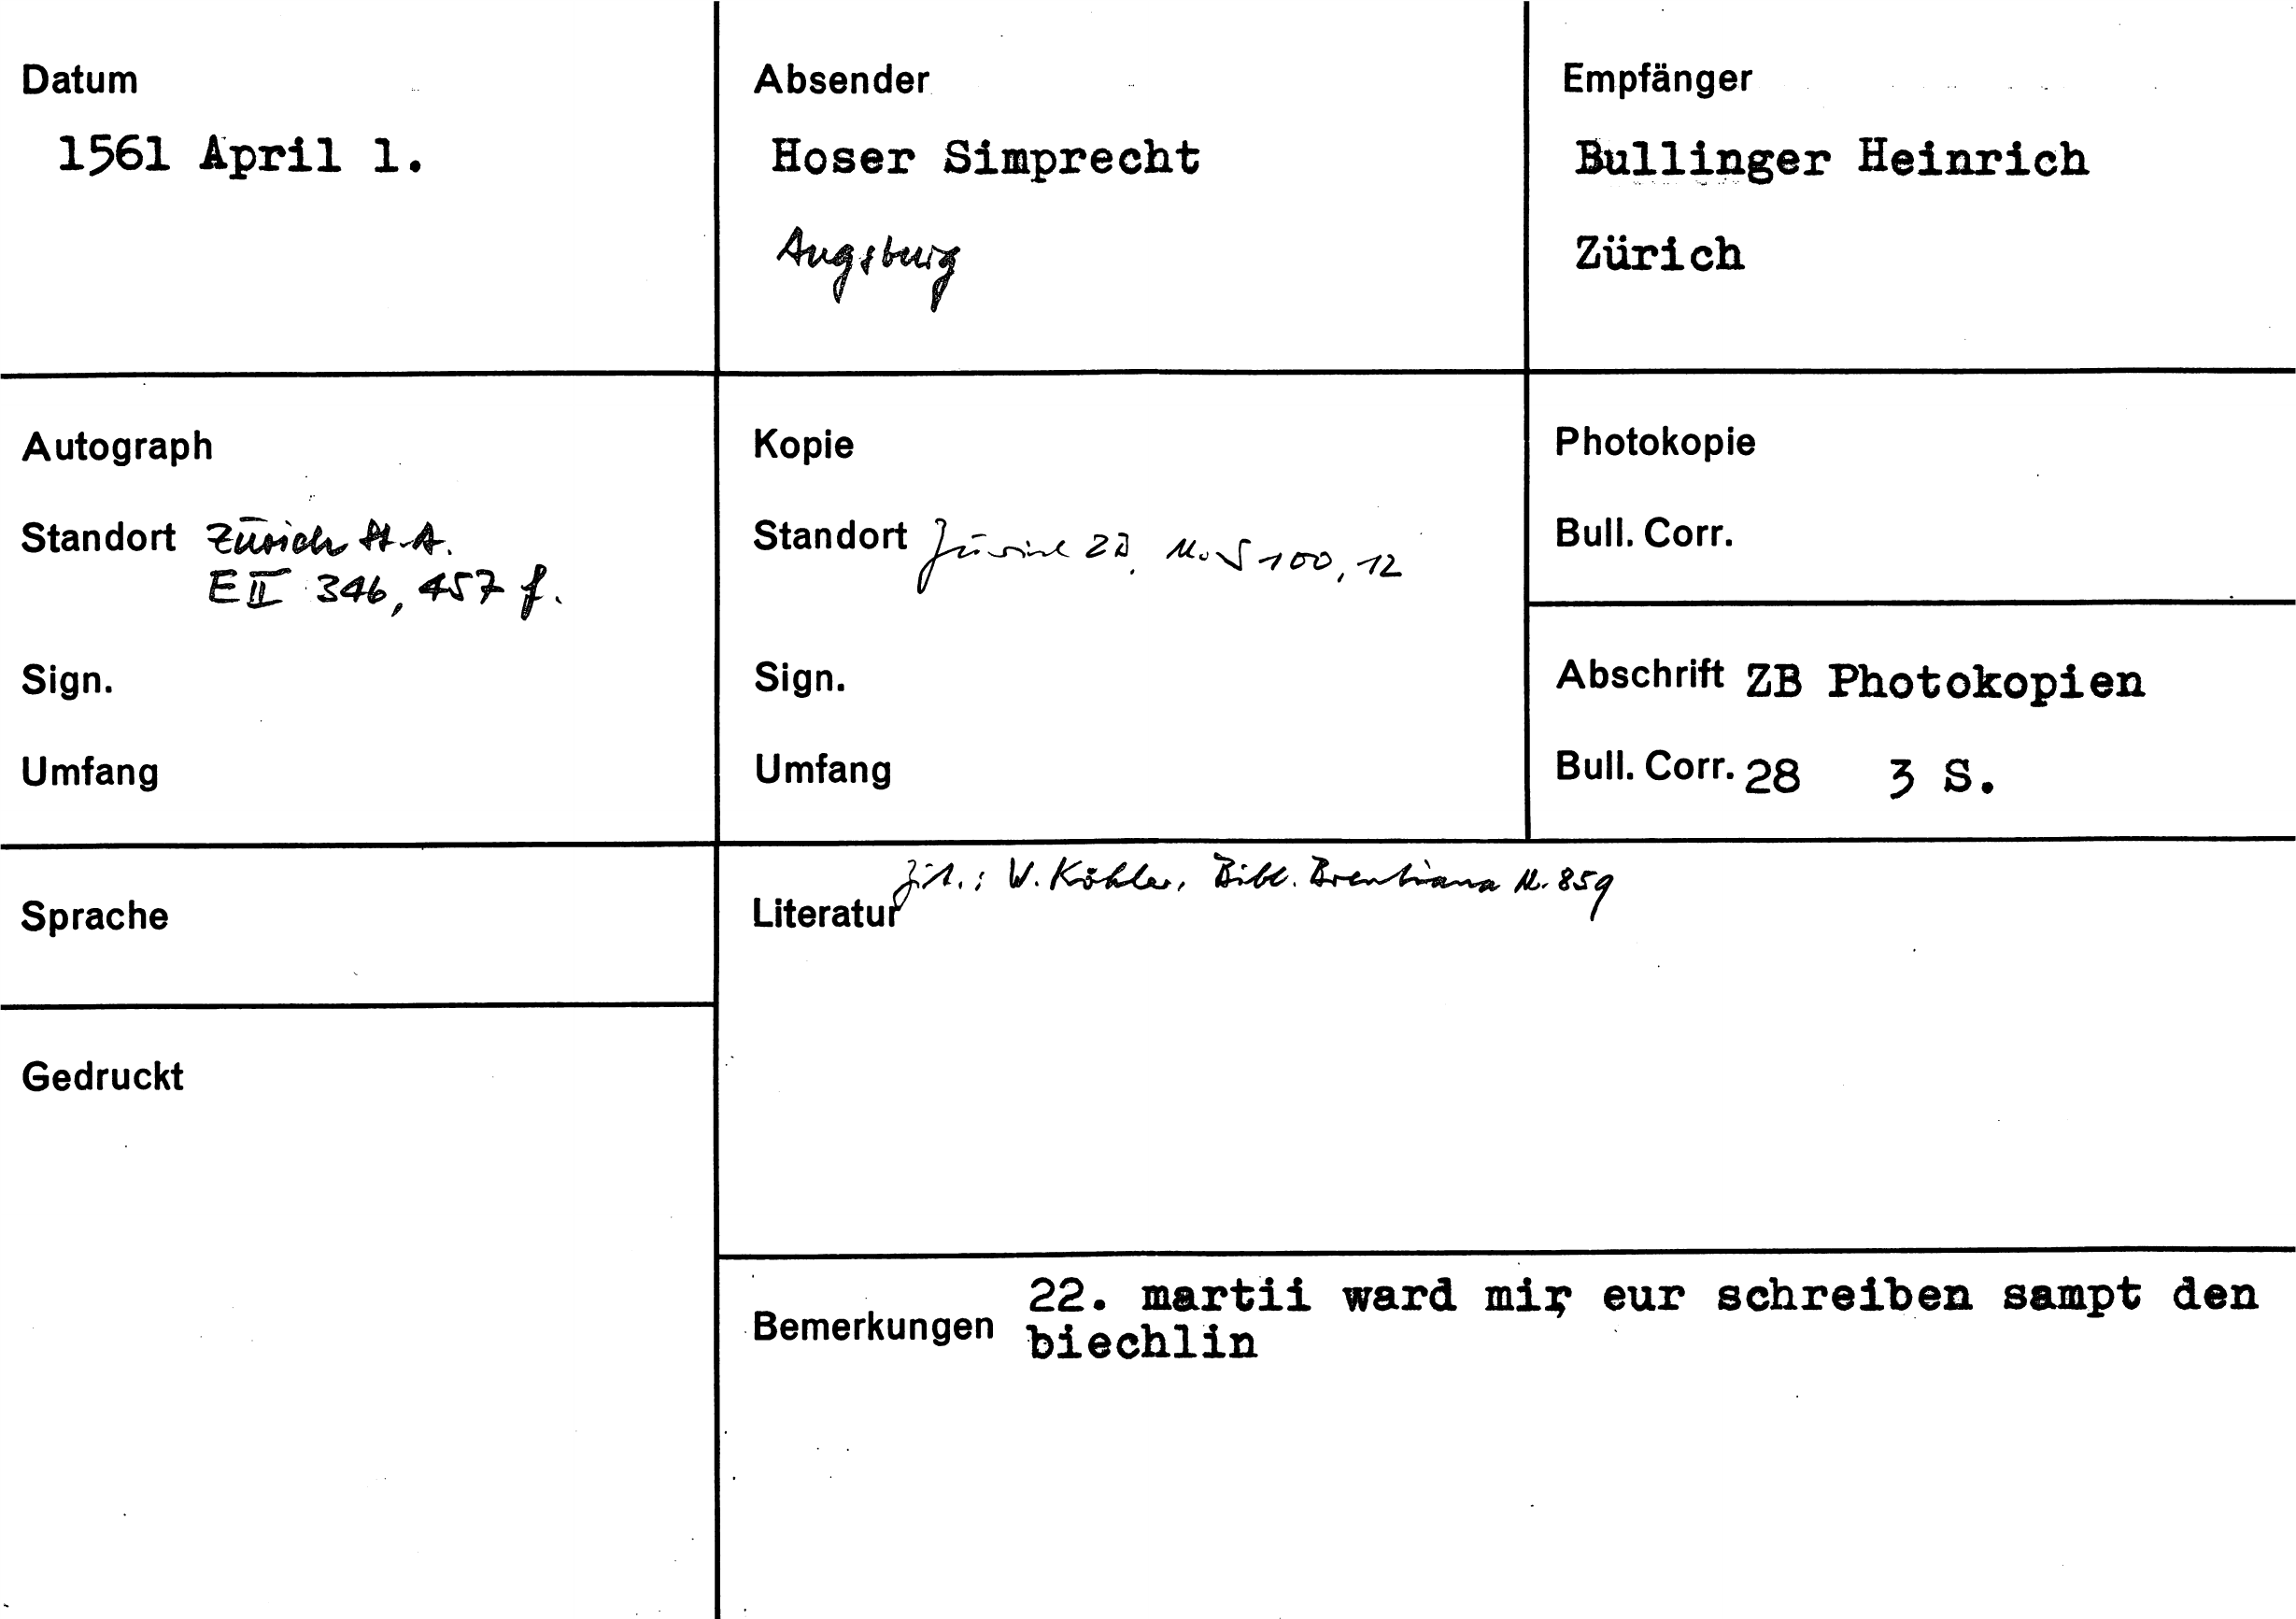 Datum
1561 April 1.
Absender
Hoser Simprecht
Augsburg
Empfänger
Bullinger Heinrich
Zürich
Autograph
Standort Zürich St.A.
E II 346, 457 f.
Sign.
Umfang
Kopie
Standort Zürich ZB, Ms S 100, 12
Sign.
Umfang
Photokopie
Bull. Corr.
Abschrift ZB Photokopien
Bull. Corr. 28 3 S.
Sprache
Gedruckt
Literatur Zit.: W. Köhler, Bibl. Brentiana N. 859
Bemerkungen 22. martii ward mir, eur schreiben sampt den
biechlin